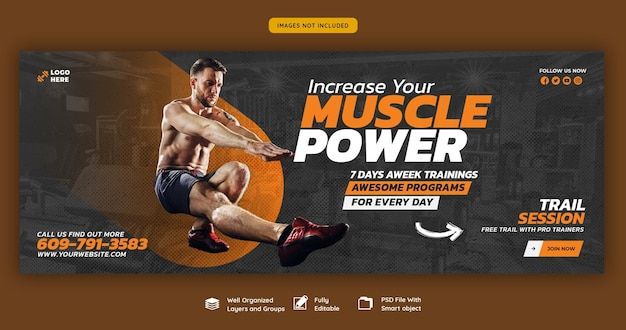 IMAGES NOT INCLUDED
LOGO
HERE
FOLLOW US NOW
Increase Your
MUSCLE
POWER
7 DAYS AWEEK TRAININGS
AWESOME PROGRAMS
FOR EVERY DAY
CALL US FIND OUT MORE
609-791-3583
WWW.YOURWEBSITE.COM
TRAIL
SESSION
FREE TRAIL WITH PRO TRAINERS
JOIN NOW
Well Organized
Layers and Groups
Fully
Editable
PSD File With
Smart object